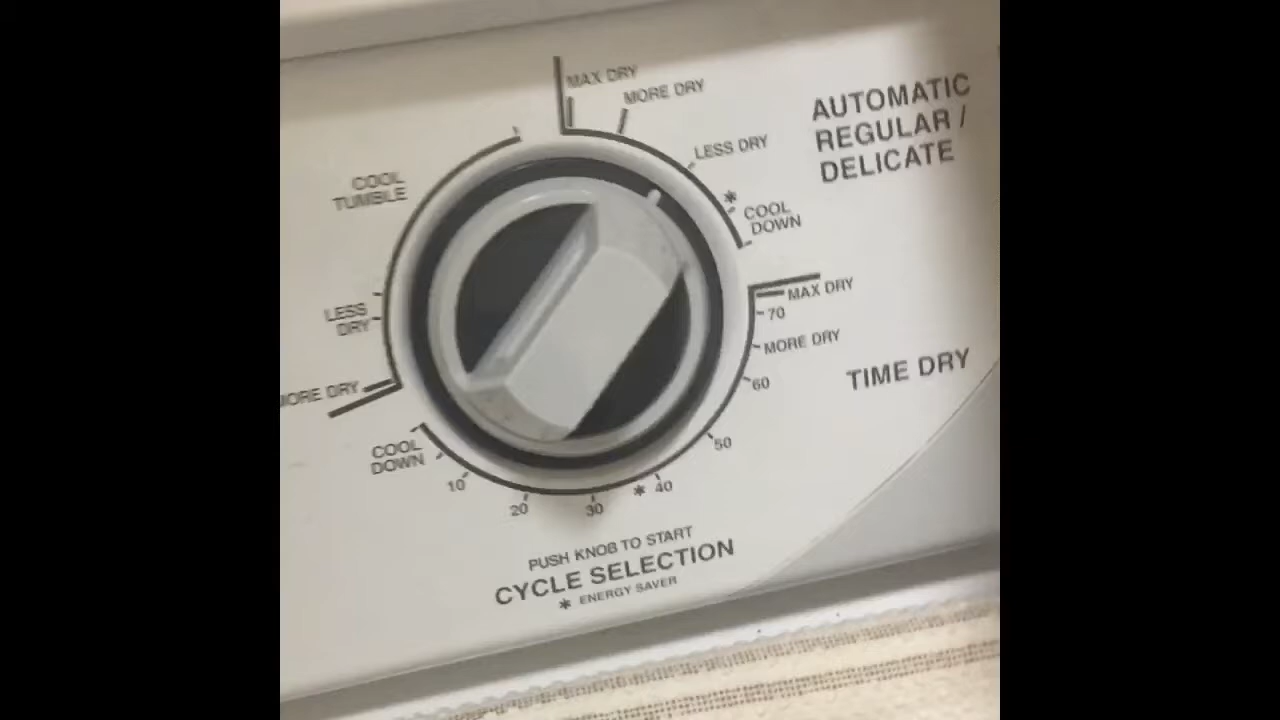 MAX DRY
MORE DRY
LESS DRY
*
COOL
DOWN
AUTOMATIC
REGULAR /
DELICATE
MAX DRY
70
MORE DRY
60
TIME DRY
50
* 40
30
20
10
COOL
DOWN
MORE DRY
LESS
DRY
COOL
TUMBLE
PUSH KNOB TO START
CYCLE SELECTION
* ENERGY SAVER